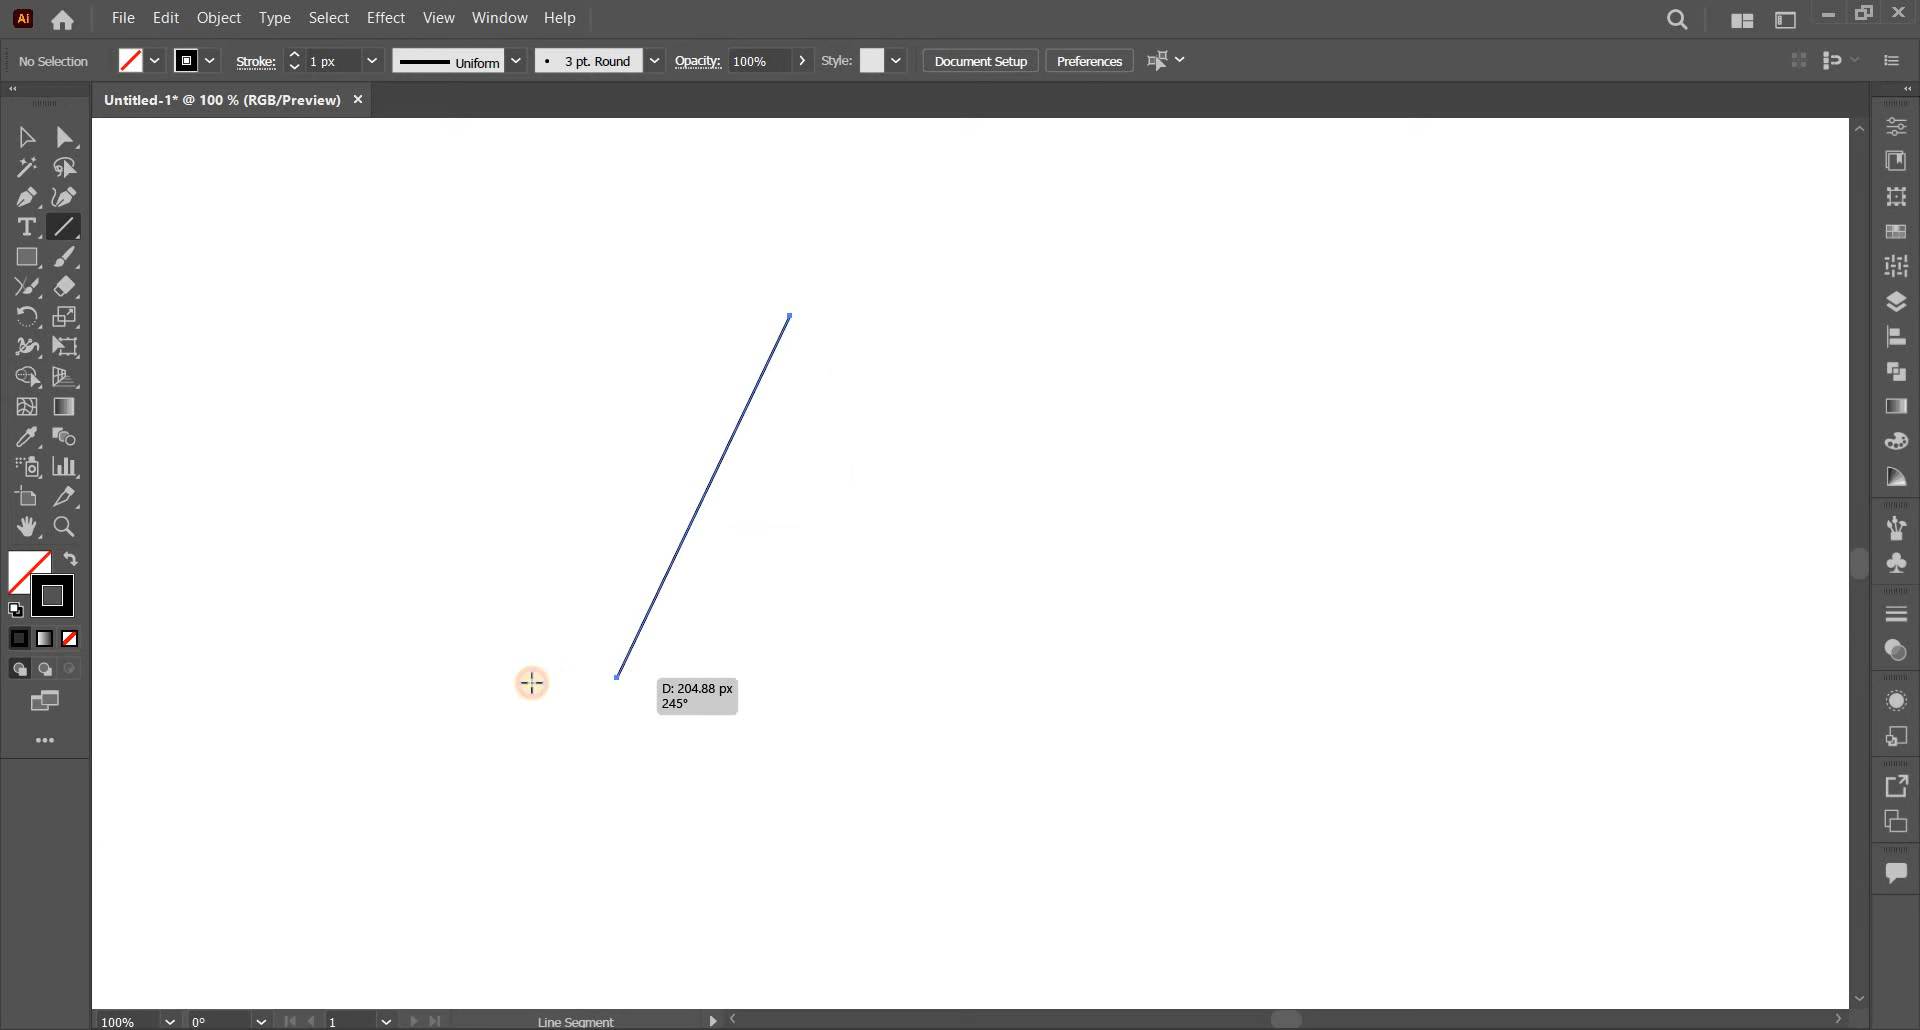 Ai File Edit Object Type Select Effect View Window Help
No Selection Stroke: 1 px Uniform 3 pt. Round Opacity: 100% Style: Document Setup Preferences
Untitled-1* @ 100 % (RGB/Preview)
D: 204.88 px
245°
100% 0° 1 Line Segment